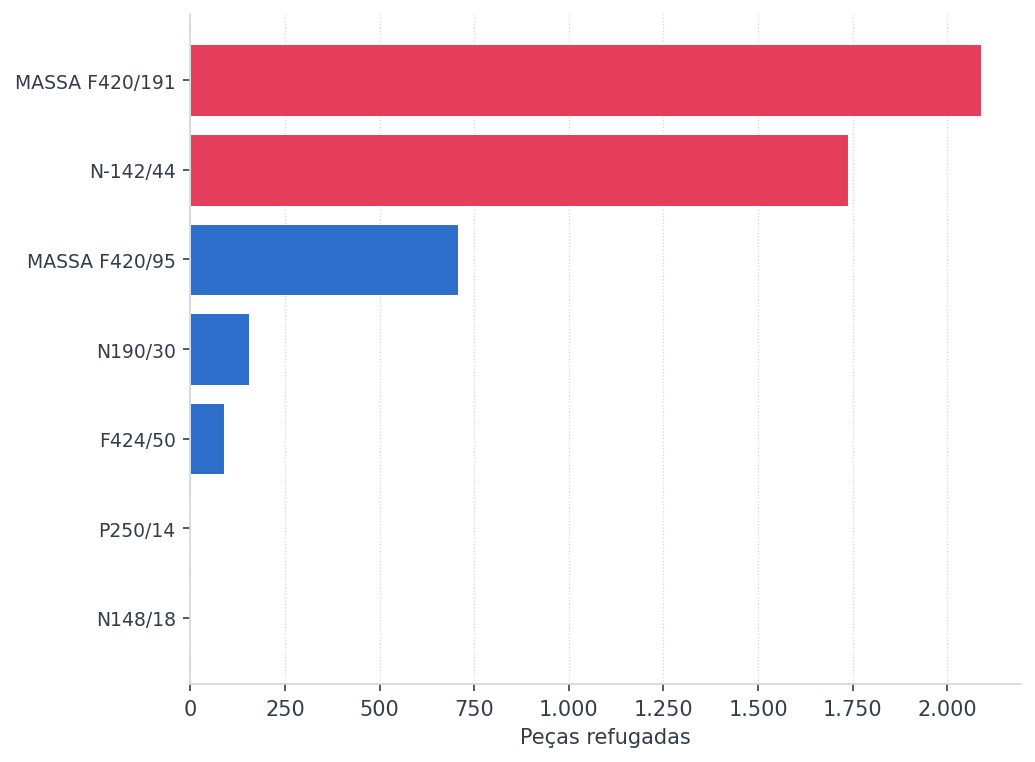 MASSA F420/191
N-142/44
MASSA F420/95
N190/30
F424/50
P250/14
N148/18
0 250 500 750 1.000 1.250 1.500 1.750 2.000
Peças refugadas